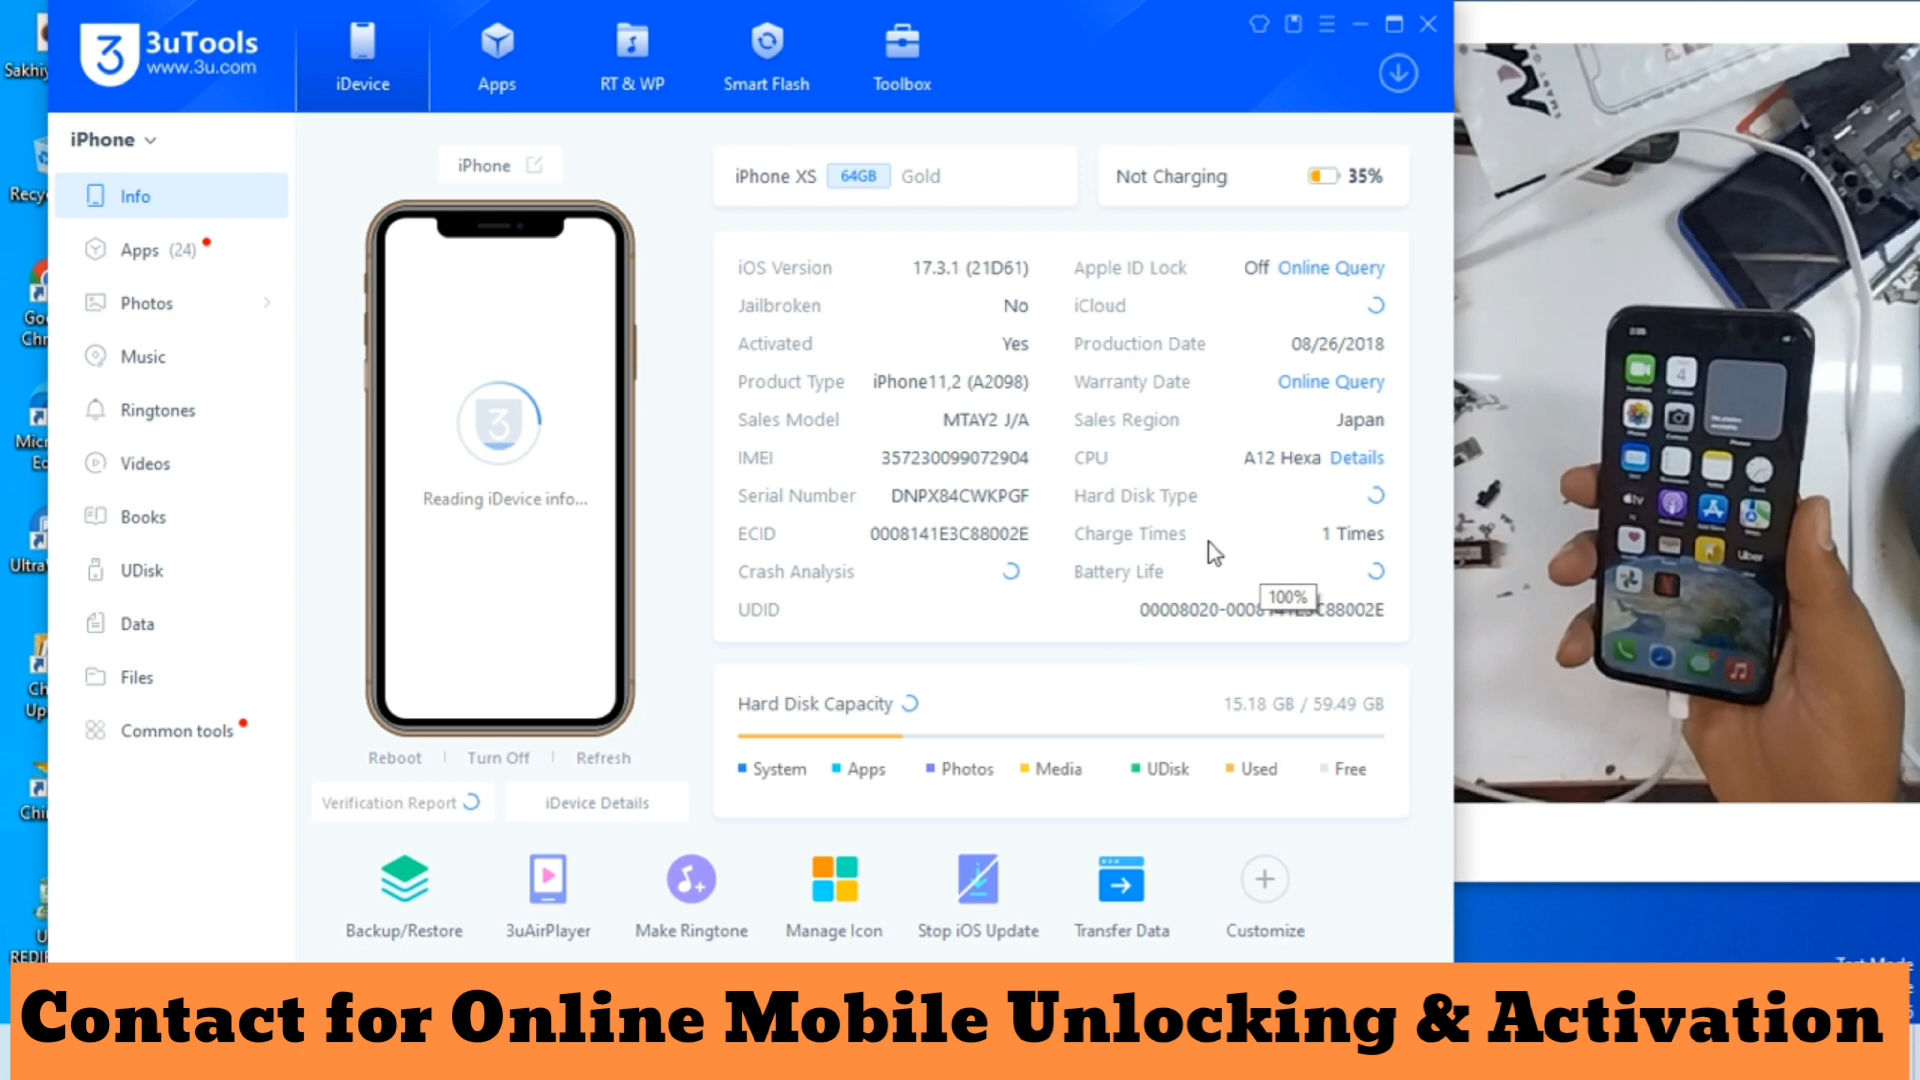 3uTools
www.3u.com
iDevice
Apps
RT & WP
Smart Flash
Toolbox
iPhone
Info
Apps (24)
Photos
Music
Ringtones
Videos
Books
UDisk
Data
Files
Common tools
iPhone
Reading iDevice info...
Reboot
Turn Off
Refresh
Verification Report
iDevice Details
iPhone XS 64GB Gold
Not Charging 35%
iOS Version 17.3.1 (21D61) Apple ID Lock Off Online Query
Jailbroken No iCloud
Activated Yes Production Date 08/26/2018
Product Type iPhone11,2 (A2098) Warranty Date Online Query
Sales Model MTAY2 J/A Sales Region Japan
IMEI 357230099072904 CPU A12 Hexa Details
Serial Number DNPX84CWKPGF Hard Disk Type
ECID 0008141E3C88002E Charge Times 1 Times
Crash Analysis Battery Life
100%
UDID 00008020-0008141E3C88002E
Hard Disk Capacity 15.18 GB / 59.49 GB
System Apps Photos Media UDisk Used Free
Backup/Restore
3uAirPlayer
Make Ringtone
Manage Icon
Stop iOS Update
Transfer Data
Customize
Uber
Contact for Online Mobile Unlocking & Activation